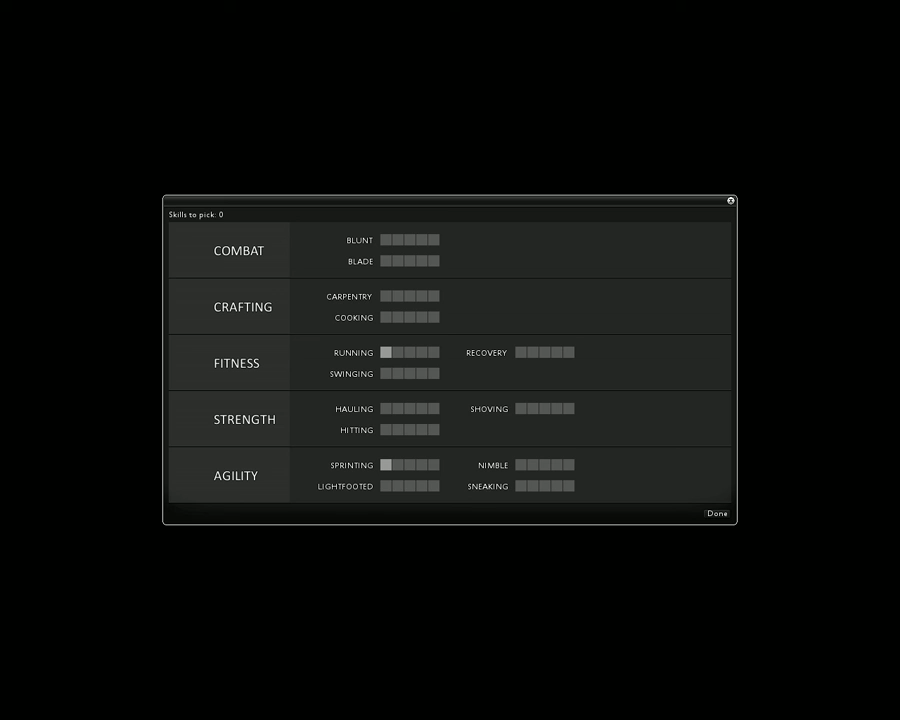 Skills to pick: 0
COMBAT
BLUNT
BLADE
CRAFTING
CARPENTRY
COOKING
FITNESS
RUNNING RECOVERY
SWINGING
STRENGTH
HAULING SHOVING
HITTING
AGILITY
SPRINTING NIMBLE
LIGHTFOOTED SNEAKING
Done